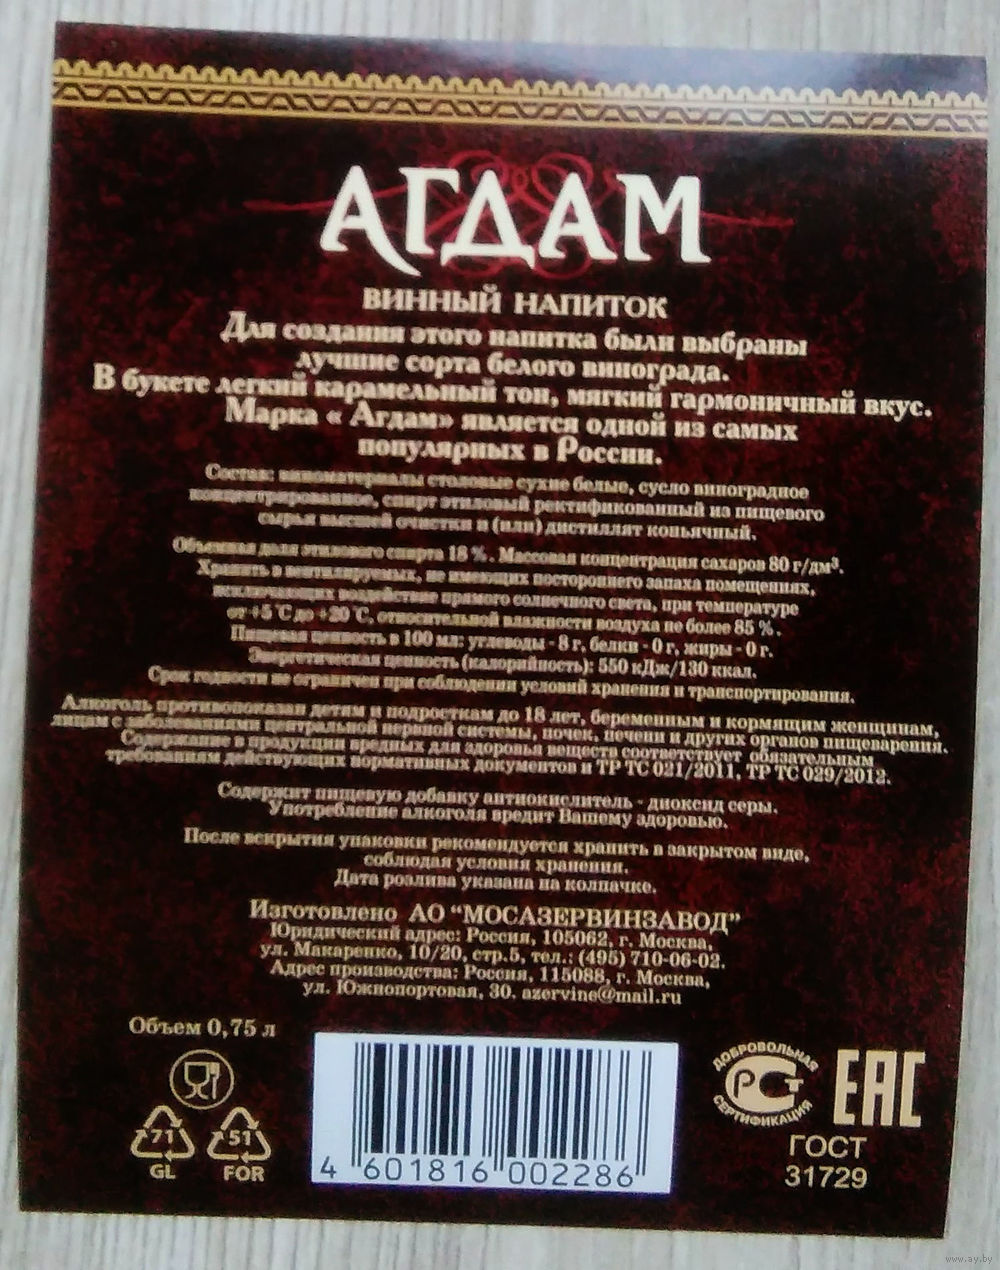 АГДАМ
ВИННЫЙ НАПИТОК
Для создания этого напитка были выбраны
лучшие сорта белого винограда.
В букете легкий карамельный тон, мягкий гармоничный вкус.
Марка « Агдам» является одной из самых
популярных в России.
Состав: виноматериалы столовые сухие белые, сусло виноградное
концентрированное, спирт этиловый ректификованный из пищевого
сырья высшей очистки и (или) дистиллят коньячный.
Объемная доля этилового спирта 18 %. Массовая концентрация сахаров 80 г/дм³.
Хранить в вентилируемых, не имеющих постороннего запаха помещениях,
исключающих воздействие прямого солнечного света, при температуре
от +5 °C до +20°C, относительной влажности воздуха не более 85 %.
Пищевая ценность в 100 мл: углеводы - 8 г, белки - 0 г, жиры - 0 г.
Энергетическая ценность (калорийность): 550 кДж/130 ккал.
Срок годности не ограничен при соблюдении условий хранения и транспортирования.
Алкоголь противопоказан детям и подросткам до 18 лет, беременным и кормящим женщинам,
лицам с заболеваниями центральной нервной системы, почек, печени и других органов пищеварения.
Содержание в продукции вредных для здоровья веществ соответствует обязательным
требованиям действующих нормативных документов и ТР ТС 021/2011, ТР ТС 029/2012.
Содержит пищевую добавку антиокислитель - диоксид серы.
Употребление алкоголя вредит Вашему здоровью.
После вскрытия упаковки рекомендуется хранить в закрытом виде,
соблюдая условия хранения.
Дата розлива указана на колпачке.
Изготовлено АО "МОСАЗЕРВИНЗАВОД"
Юридический адрес: Россия, 105062, г. Москва,
ул. Макаренко, 10/20, стр.5, тел.: (495) 710-06-02.
Адрес производства: Россия, 115088, г. Москва,
ул. Южнопортовая, 30. azervine@mail.ru
Объем 0,75 л
71
GL
51
FOR
4 601816 002286
ДОБРОВОЛЬНАЯ
РСТ
СЕРТИФИКАЦИЯ
ЕАС
ГОСТ
31729
www.ay.by